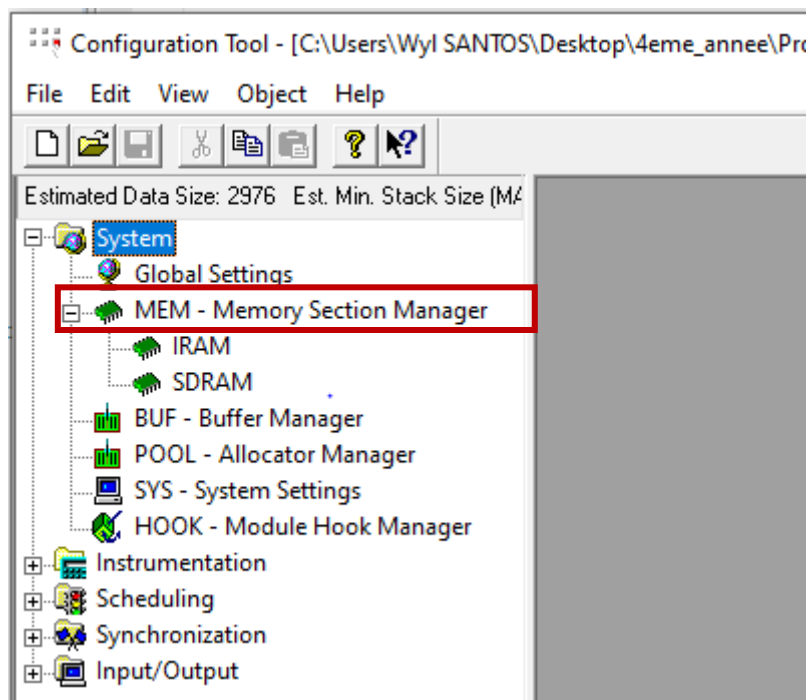 Configuration Tool - [C:\Users\Wyl SANTOS\Desktop\4eme_annee\Pro
File Edit View Object Help
Estimated Data Size: 2976 Est. Min. Stack Size (MA
System
Global Settings
MEM - Memory Section Manager
IRAM
SDRAM
BUF - Buffer Manager
POOL - Allocator Manager
SYS - System Settings
HOOK - Module Hook Manager
Instrumentation
Scheduling
Synchronization
Input/Output